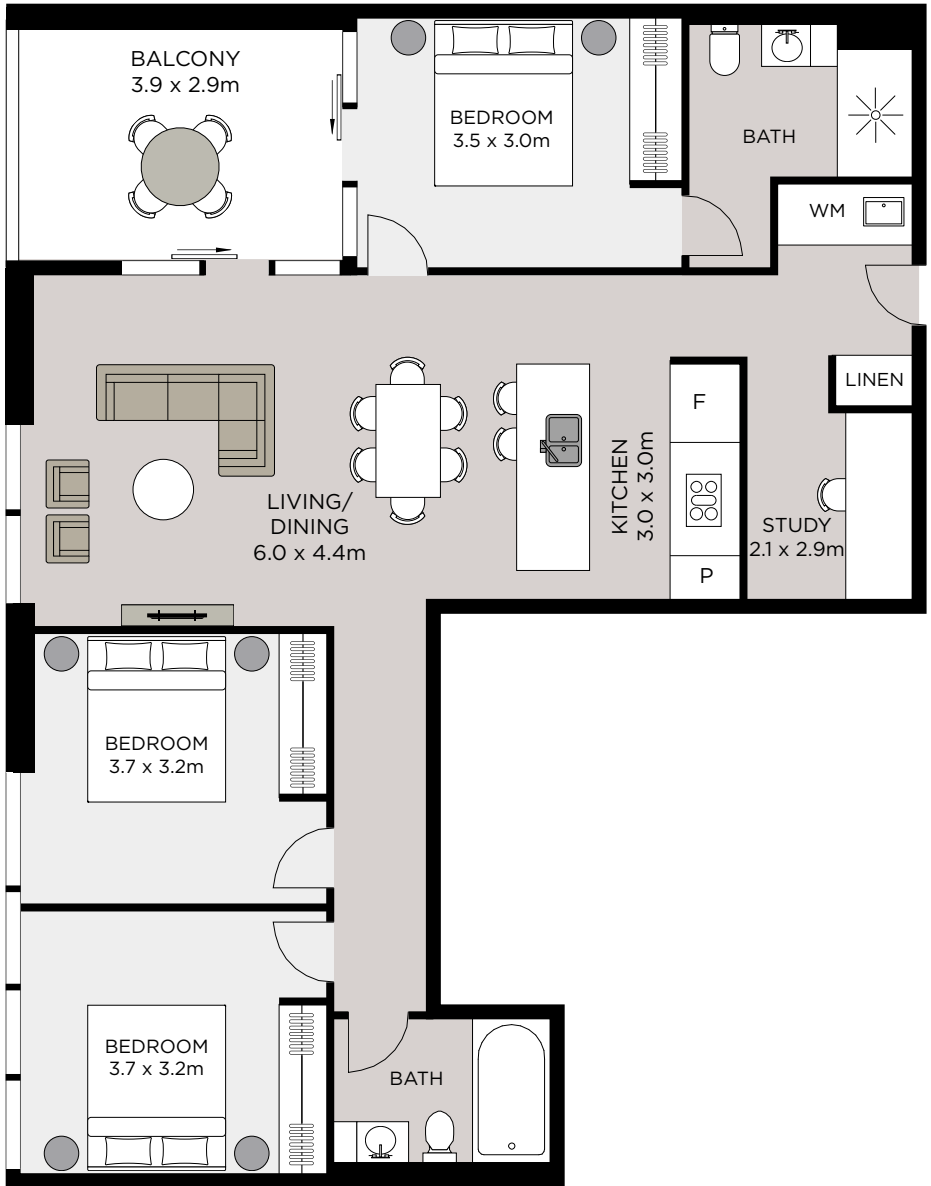 BALCONY
3.9 x 2.9m
BEDROOM
3.5 x 3.0m
BATH
WM
LINEN
F
KITCHEN
3.0 x 3.0m
LIVING/
DINING
6.0 x 4.4m
STUDY
2.1 x 2.9m
P
BEDROOM
3.7 x 3.2m
BEDROOM
3.7 x 3.2m
BATH